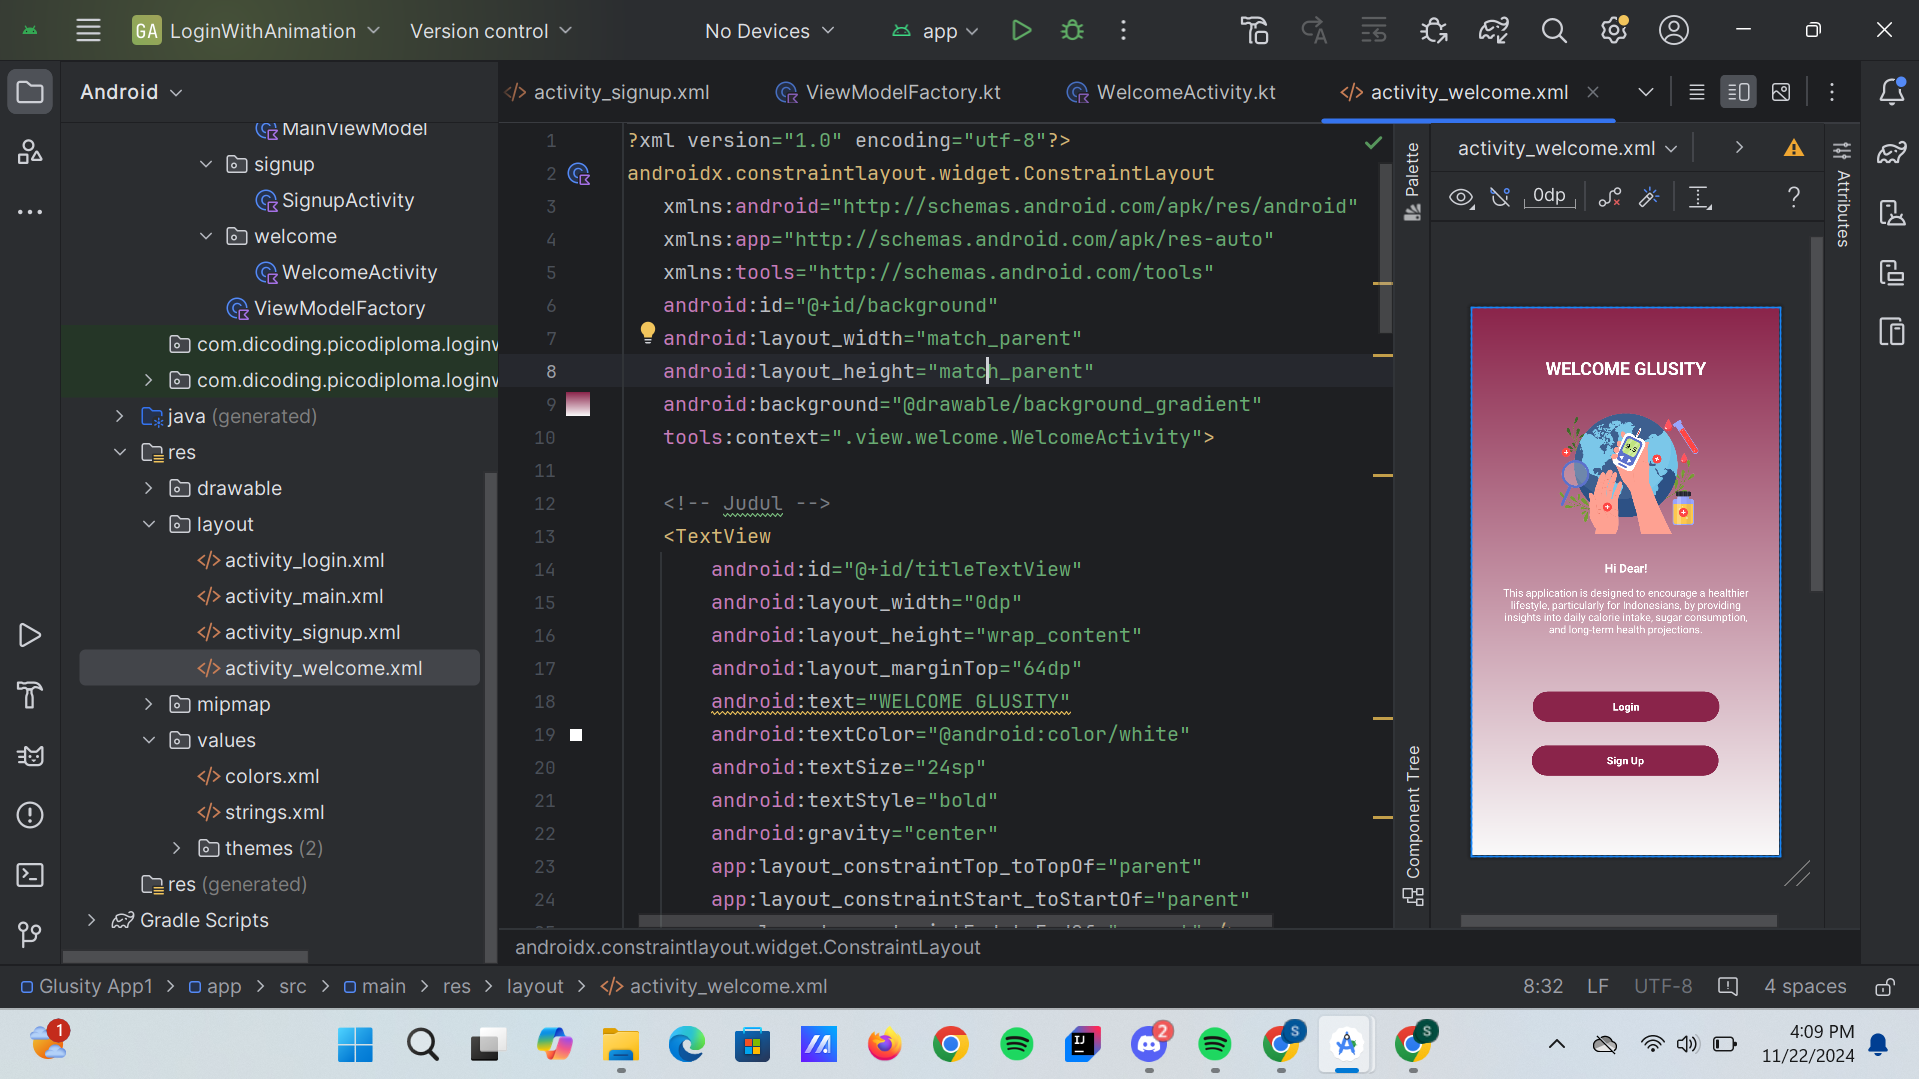 GA LoginWithAnimation Version control No Devices app
Android
activity_signup.xml ViewModelFactory.kt WelcomeActivity.kt activity_welcome.xml
MainViewModel
signup
SignupActivity
welcome
WelcomeActivity
ViewModelFactory
com.dicoding.picodiploma.loginw
com.dicoding.picodiploma.loginw
java (generated)
res
drawable
layout
activity_login.xml
activity_main.xml
activity_signup.xml
activity_welcome.xml
mipmap
values
colors.xml
strings.xml
themes (2)
res (generated)
Gradle Scripts
1 ?xml version="1.0" encoding="utf-8"?>
2 androidx.constraintlayout.widget.ConstraintLayout
3 xmlns:android="http://schemas.android.com/apk/res/android"
4 xmlns:app="http://schemas.android.com/apk/res-auto"
5 xmlns:tools="http://schemas.android.com/tools"
6 android:id="@+id/background"
7 android:layout_width="match_parent"
8 android:layout_height="match_parent"
9 android:background="@drawable/background_gradient"
10 tools:context=".view.welcome.WelcomeActivity">
11
12 <!-- Judul -->
13 <TextView
14 android:id="@+id/titleTextView"
15 android:layout_width="0dp"
16 android:layout_height="wrap_content"
17 android:layout_marginTop="64dp"
18 android:text="WELCOME GLUSITY"
19 android:textColor="@android:color/white"
20 android:textSize="24sp"
21 android:textStyle="bold"
22 android:gravity="center"
23 app:layout_constraintTop_toTopOf="parent"
24 app:layout_constraintStart_toStartOf="parent"
androidx.constraintlayout.widget.ConstraintLayout
Palette
Component Tree
activity_welcome.xml
0dp
?
Attributes
WELCOME GLUSITY
Hi Dear!
This application is designed to encourage a healthier
lifestyle, particularly for Indonesians, by providing
insights into daily calorie intake, sugar consumption,
and long-term health projections.
Login
Sign Up
Glusity App1 > app > src > main > res > layout > activity_welcome.xml
8:32 LF UTF-8 4 spaces
1
IJ
2
S
S
4:09 PM
11/22/2024